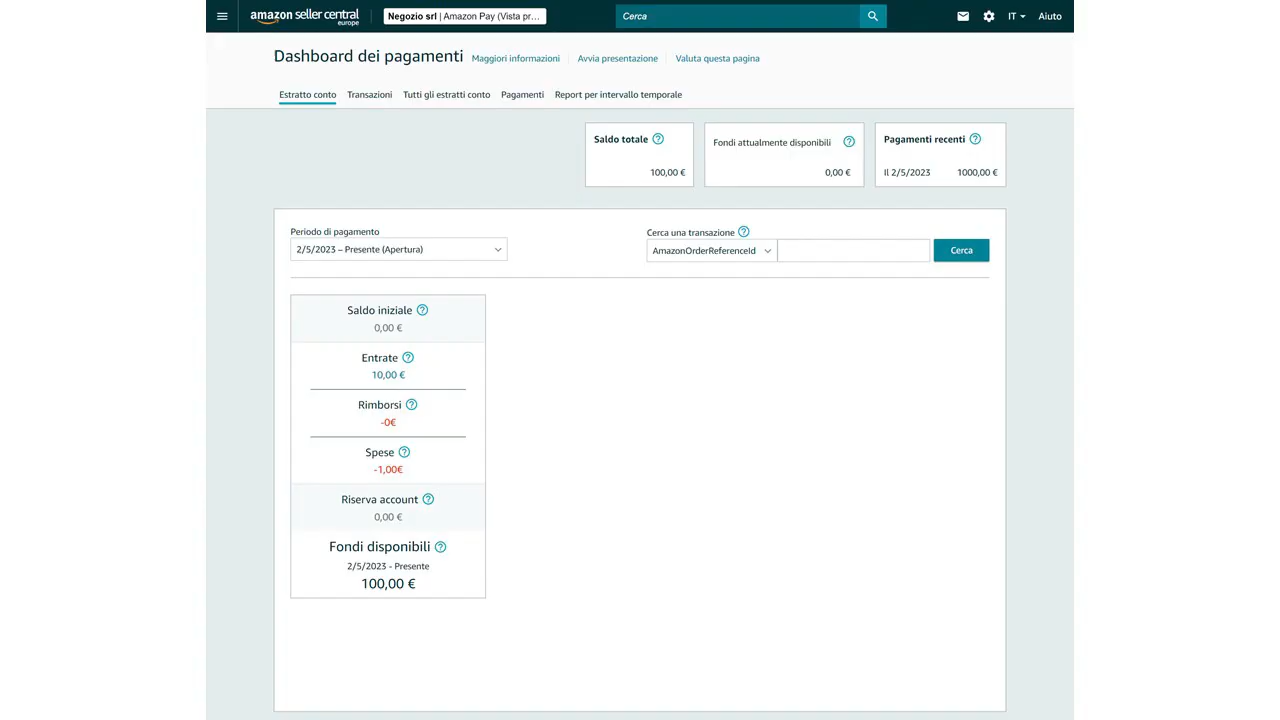 amazon seller central
europe
Negozio srl | Amazon Pay (Vista pr...
Cerca
IT
Aiuto
Dashboard dei pagamenti
Maggiori informazioni
Avvia presentazione
Valuta questa pagina
Estratto conto
Transazioni
Tutti gli estratti conto
Pagamenti
Report per intervallo temporale
Saldo totale
100,00 €
Fondi attualmente disponibili
0,00 €
Pagamenti recenti
Il 2/5/2023
1000,00 €
Periodo di pagamento
2/5/2023 – Presente (Apertura)
Cerca una transazione
AmazonOrderReferenceId
Cerca
Saldo iniziale
0,00 €
Entrate
10,00 €
Rimborsi
-0€
Spese
-1,00€
Riserva account
0,00 €
Fondi disponibili
2/5/2023 - Presente
100,00 €